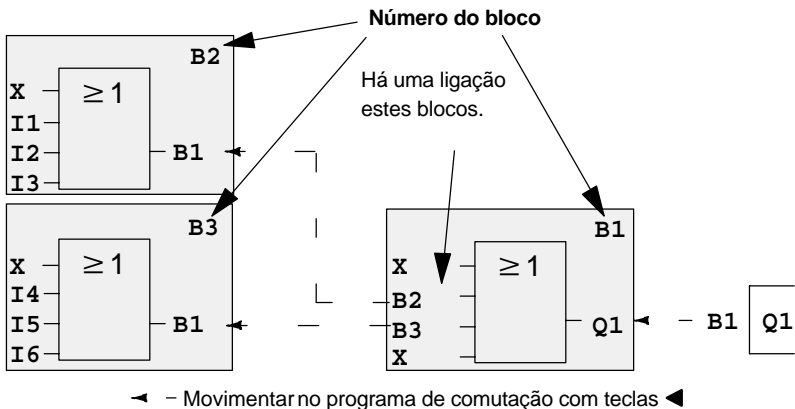 Número do bloco
B2
X
≥1
I1
I2
B1
I3
Há uma ligação
estes blocos.
B3
X
≥1
I4
I5
B1
I6
B1
X
≥1
B2
B3
Q1
X
B1
Q1
Movimentar no programa de comutação com teclas ◀